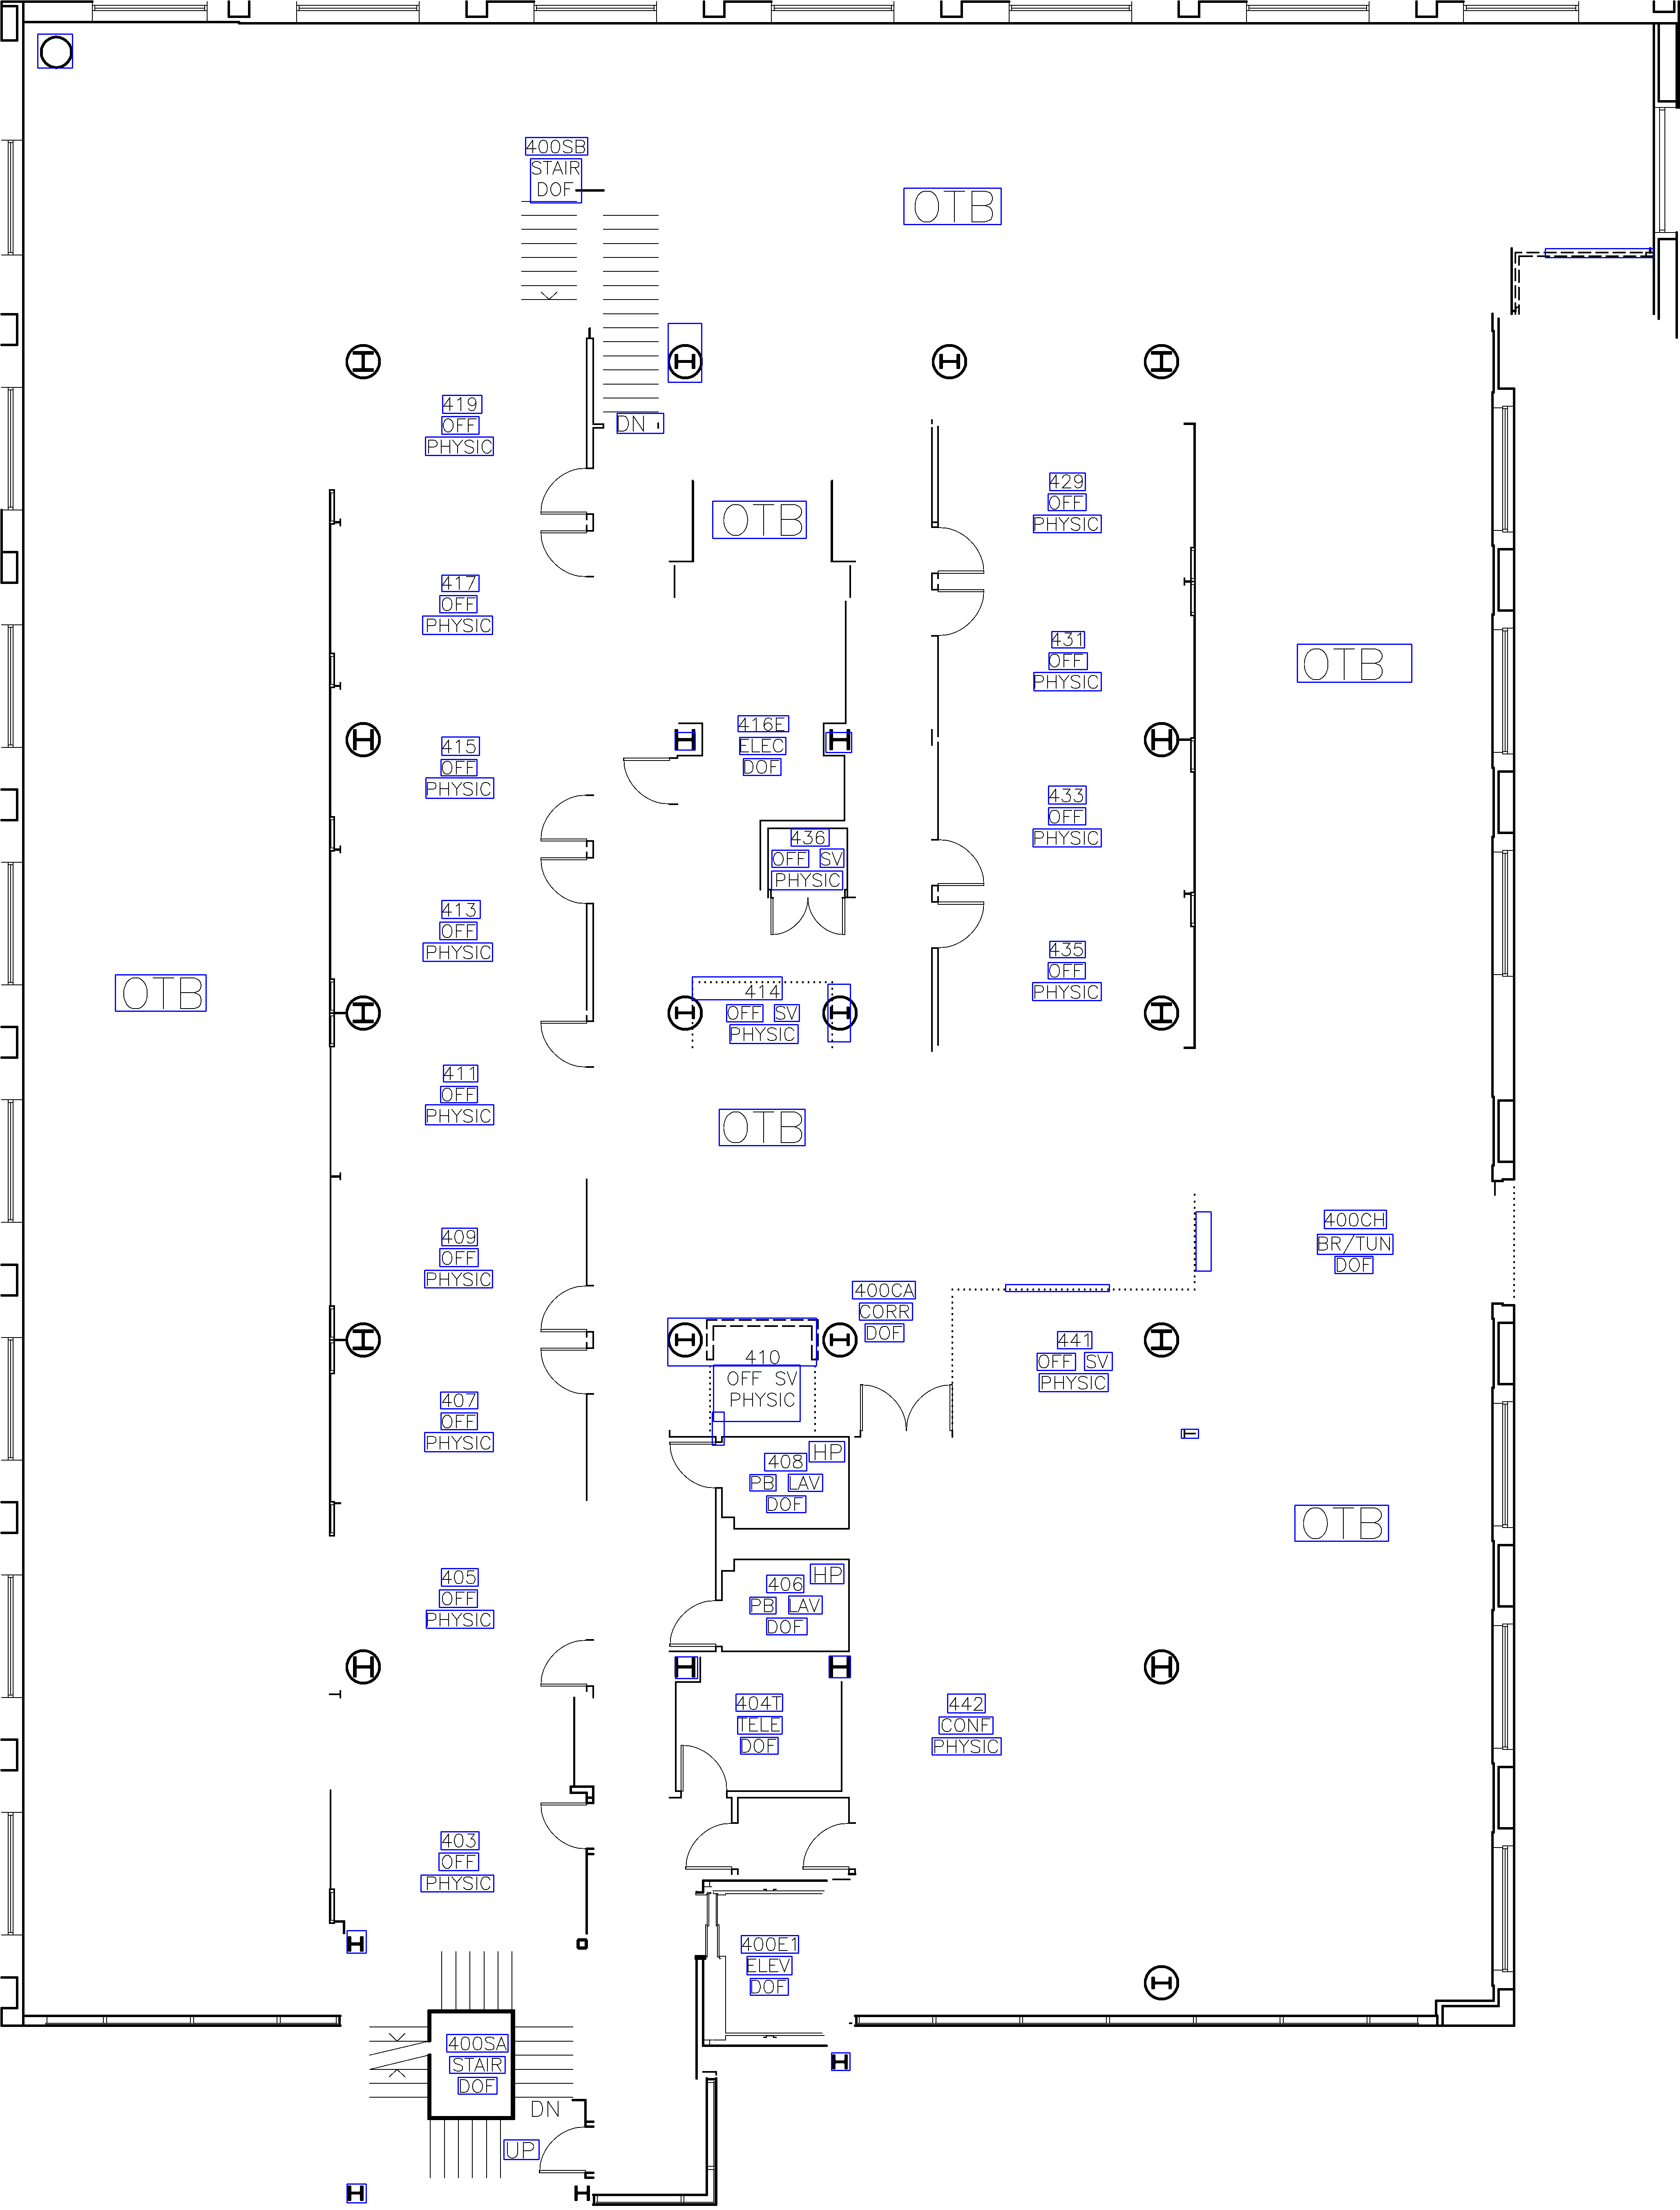 400SB
STAIR
DOF
OTB
419
OFF
PHYSIC
DN
429
OFF
PHYSIC
OTB
417
OFF
PHYSIC
431
OFF
PHYSIC
OTB
416E
ELEC
DOF
415
OFF
PHYSIC
433
OFF
PHYSIC
436
OFF SV
PHYSIC
413
OFF
PHYSIC
435
OFF
PHYSIC
OTB
414
OFF SV
PHYSIC
411
OFF
PHYSIC
OTB
400CH
BR/TUN
DOF
409
OFF
PHYSIC
400CA
CORR
DOF
441
OFF SV
PHYSIC
410
OFF SV
PHYSIC
407
OFF
PHYSIC
HP
408
PB LAV
DOF
OTB
405
OFF
PHYSIC
HP
406
PB LAV
DOF
404T
TELE
DOF
442
CONF
PHYSIC
403
OFF
PHYSIC
400E1
ELEV
DOF
400SA
STAIR
DOF
DN
UP